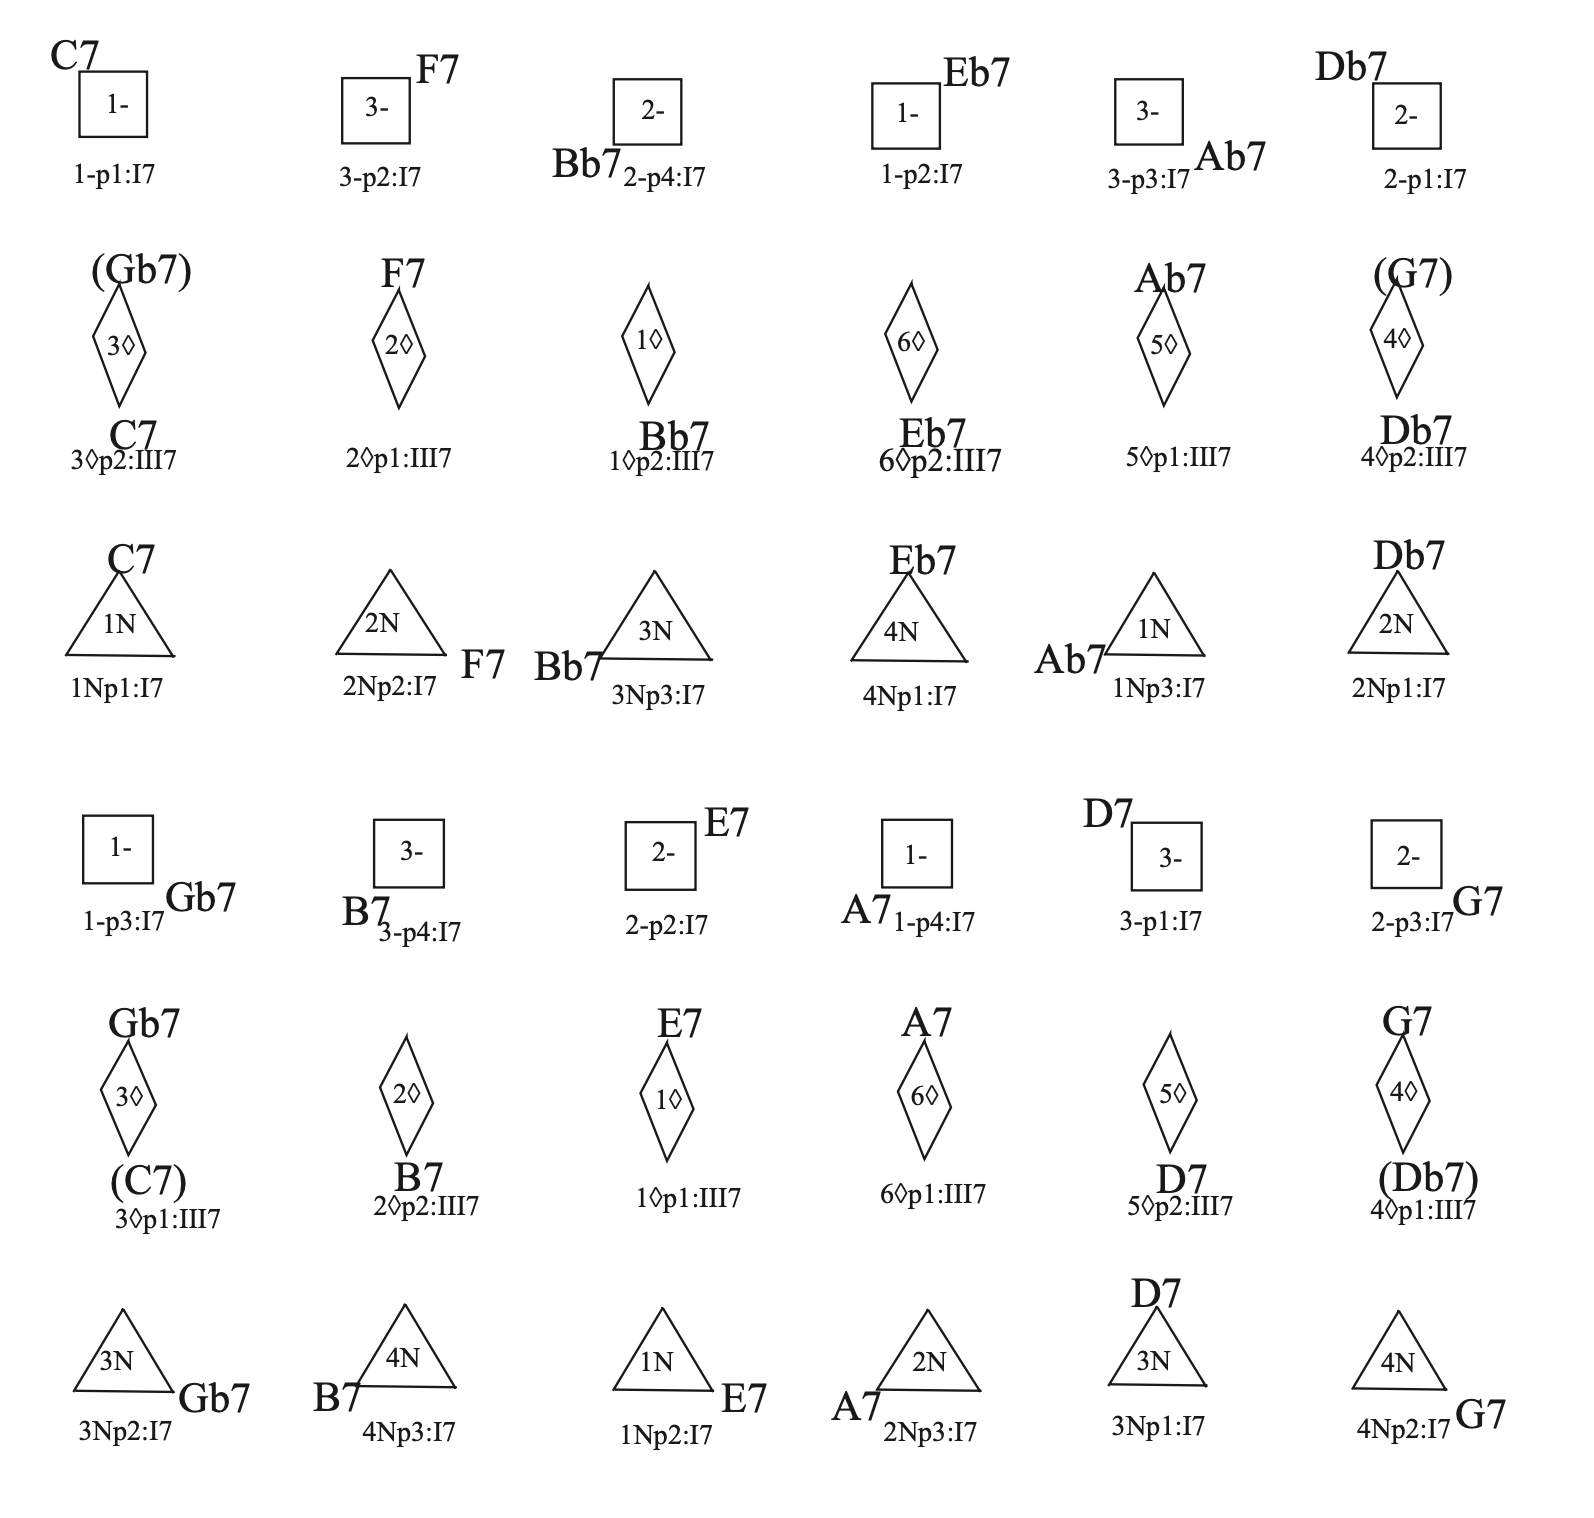 C7 F7 Eb7 Db7
1- 3- 2- 1- 3- 2-
Bb7 Ab7
1-p1:I7 3-p2:I7 2-p4:I7 1-p2:I7 3-p3:I7 2-p1:I7
(Gb7) F7 Ab7 (G7)
3◊ 2◊ 1◊ 6◊ 5◊ 4◊
C7 Bb7 Eb7 Db7
3◊p2:III7 2◊p1:III7 1◊p2:III7 6◊p2:III7 5◊p1:III7 4◊p2:III7
C7 Eb7 Db7
1N 2N 3N 4N 1N 2N
F7 Bb7 Ab7
1Np1:I7 2Np2:I7 3Np3:I7 4Np1:I7 1Np3:I7 2Np1:I7
E7 D7
1- 3- 2- 1- 3- 2-
Gb7 B7 A7 G7
1-p3:I7 3-p4:I7 2-p2:I7 1-p4:I7 3-p1:I7 2-p3:I7
Gb7 E7 A7 G7
3◊ 2◊ 1◊ 6◊ 5◊ 4◊
(C7) B7 D7 (Db7)
3◊p1:III7 2◊p2:III7 1◊p1:III7 6◊p1:III7 5◊p2:III7 4◊p1:III7
D7
3N 4N 1N 2N 3N 4N
Gb7 B7 E7 A7 G7
3Np2:I7 4Np3:I7 1Np2:I7 2Np3:I7 3Np1:I7 4Np2:I7